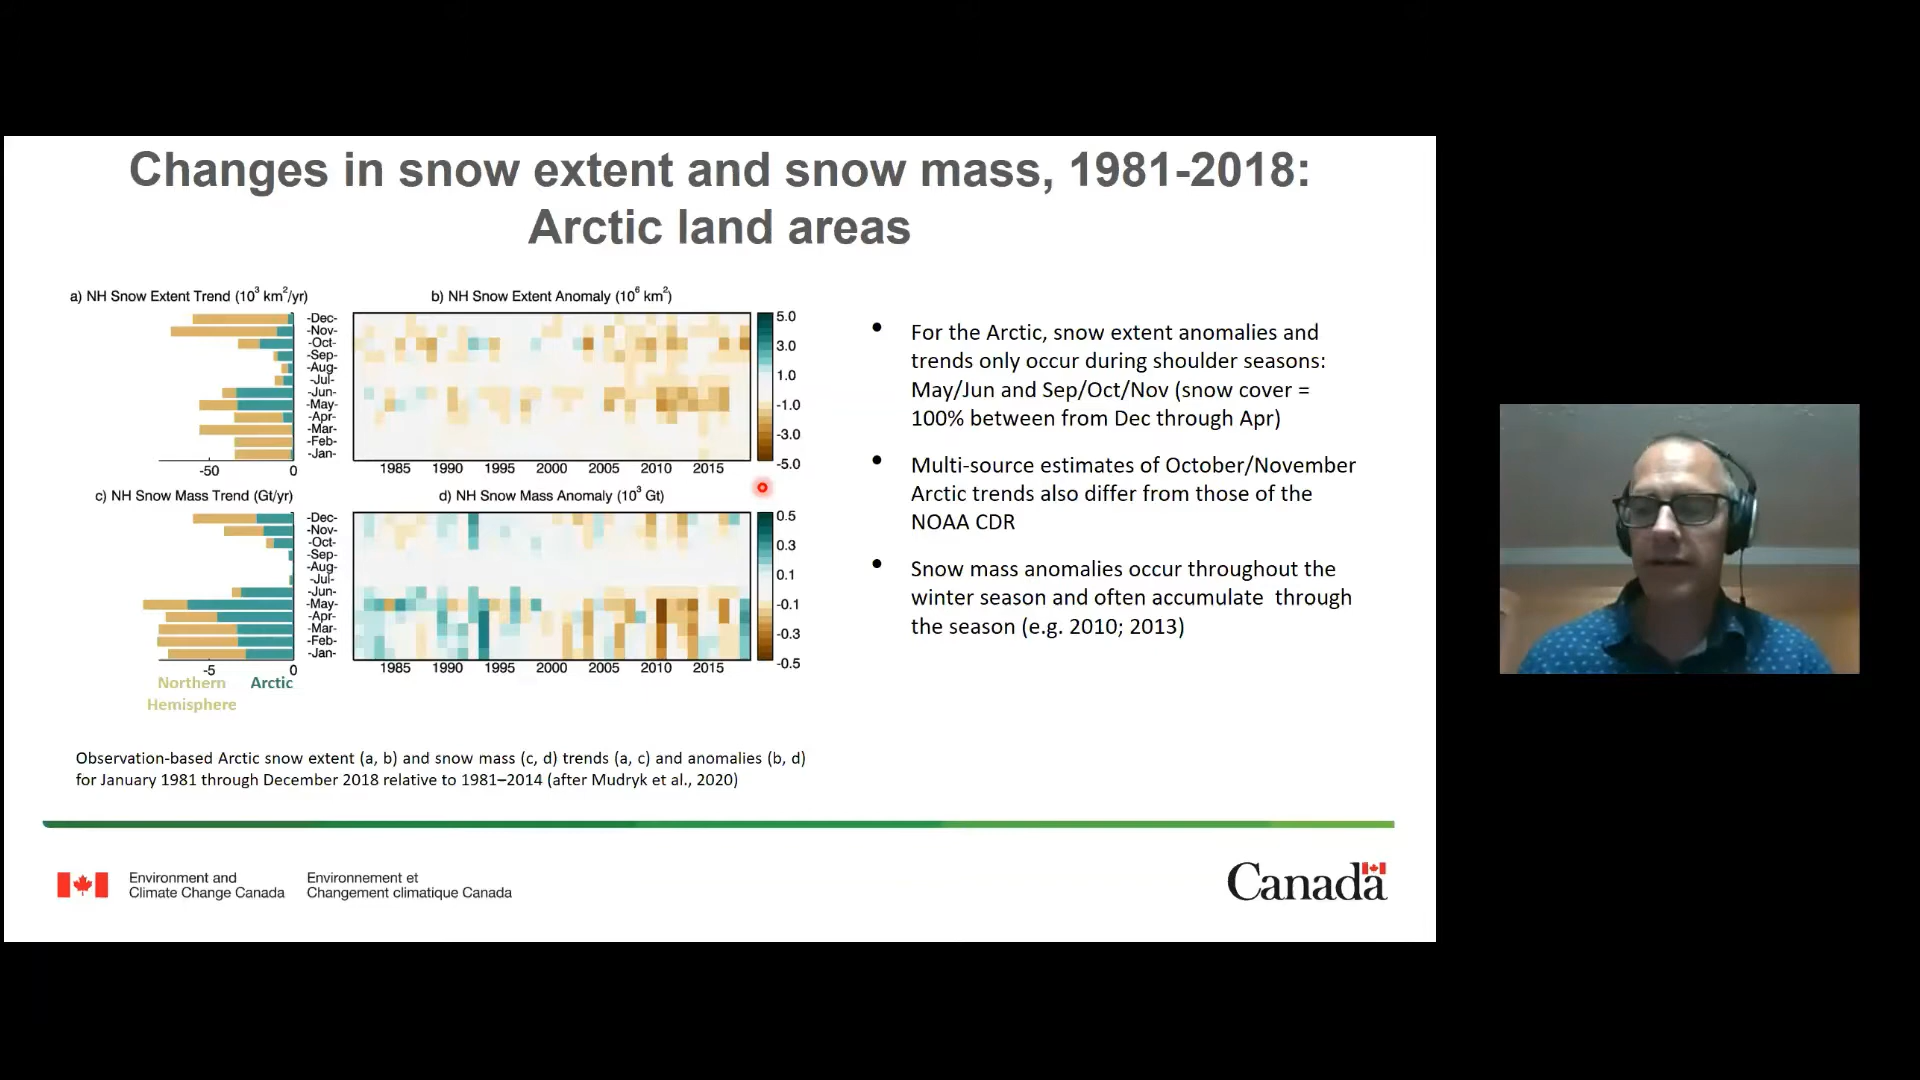 Changes in snow extent and snow mass, 1981-2018:
Arctic land areas
a) NH Snow Extent Trend (10³ km²/yr)
-Dec-
-Nov-
-Oct-
-Sep-
-Aug-
-Jul-
-Jun-
-May-
-Apr-
-Mar-
-Feb-
-Jan-
-50 0
b) NH Snow Extent Anomaly (10⁶ km²)
5.0
3.0
1.0
-1.0
-3.0
-5.0
1985 1990 1995 2000 2005 2010 2015
c) NH Snow Mass Trend (Gt/yr)
-Dec-
-Nov-
-Oct-
-Sep-
-Aug-
-Jul-
-Jun-
-May-
-Apr-
-Mar-
-Feb-
-Jan-
-5 0
Northern Arctic
Hemisphere
d) NH Snow Mass Anomaly (10³ Gt)
0.5
0.3
0.1
-0.1
-0.3
-0.5
1985 1990 1995 2000 2005 2010 2015
Observation-based Arctic snow extent (a, b) and snow mass (c, d) trends (a, c) and anomalies (b, d)
for January 1981 through December 2018 relative to 1981–2014 (after Mudryk et al., 2020)
• For the Arctic, snow extent anomalies and
trends only occur during shoulder seasons:
May/Jun and Sep/Oct/Nov (snow cover =
100% between from Dec through Apr)
• Multi-source estimates of October/November
Arctic trends also differ from those of the
NOAA CDR
• Snow mass anomalies occur throughout the
winter season and often accumulate through
the season (e.g. 2010; 2013)
Environment and
Climate Change Canada
Environnement et
Changement climatique Canada
Canada